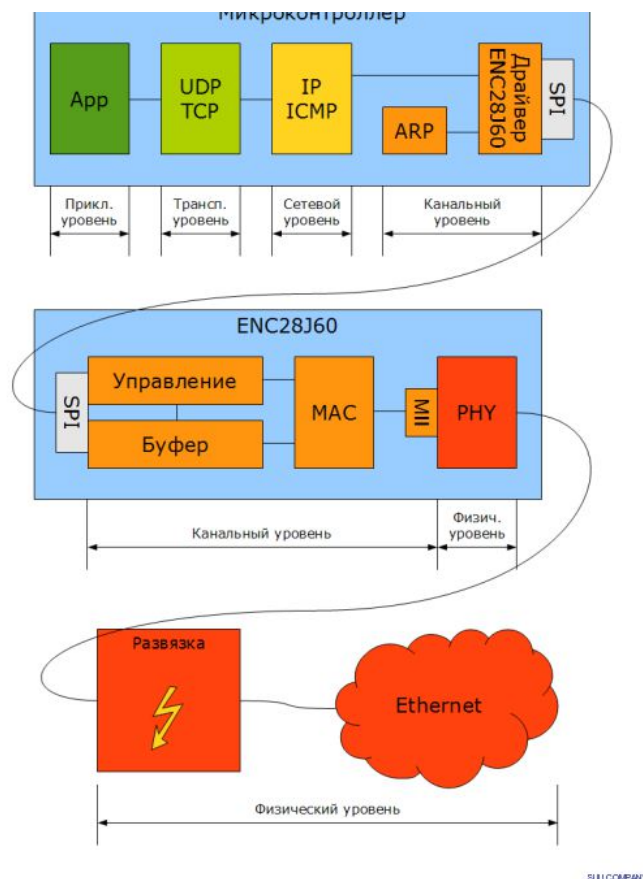 Микроконтроллер
App
UDP
TCP
IP
ICMP
ARP
Драйвер
ENC28J60
SPI
Прикл.
уровень
Трансп.
уровень
Сетевой
уровень
Канальный
уровень
ENC28J60
SPI
Управление
Буфер
MAC
MII
PHY
Канальный уровень
Физич.
уровень
Развязка
Ethernet
Физический уровень